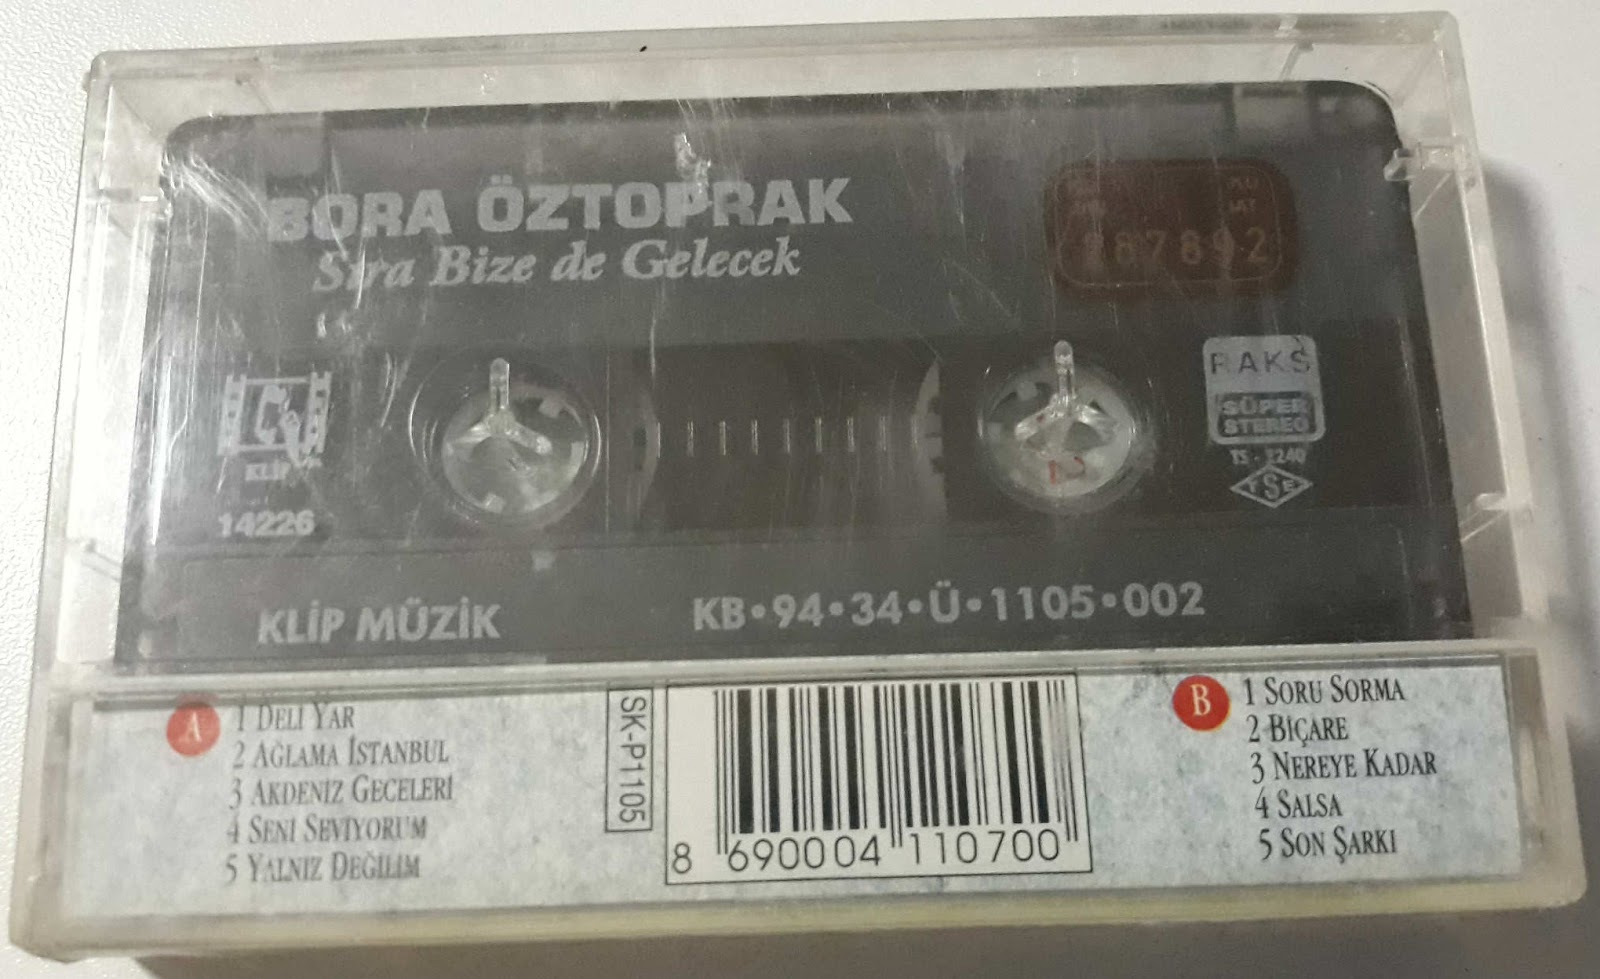 BORA ÖZTOPRAK
Sıra Bize de Gelecek
87892
RAKS
SÜPER
STEREO
TSE
KLİP
14226
KLİP MÜZİK
KB•94•34•Ü•1105•002
A
1 DELİ YAR
2 AĞLAMA İSTANBUL
3 AKDENİZ GECELERİ
4 SENİ SEVİYORUM
5 YALNIZ DEĞİLİM
SK-P1105
8 690004 110700
B
1 SORU SORMA
2 BİÇARE
3 NEREYE KADAR
4 SALSA
5 SON ŞARKI